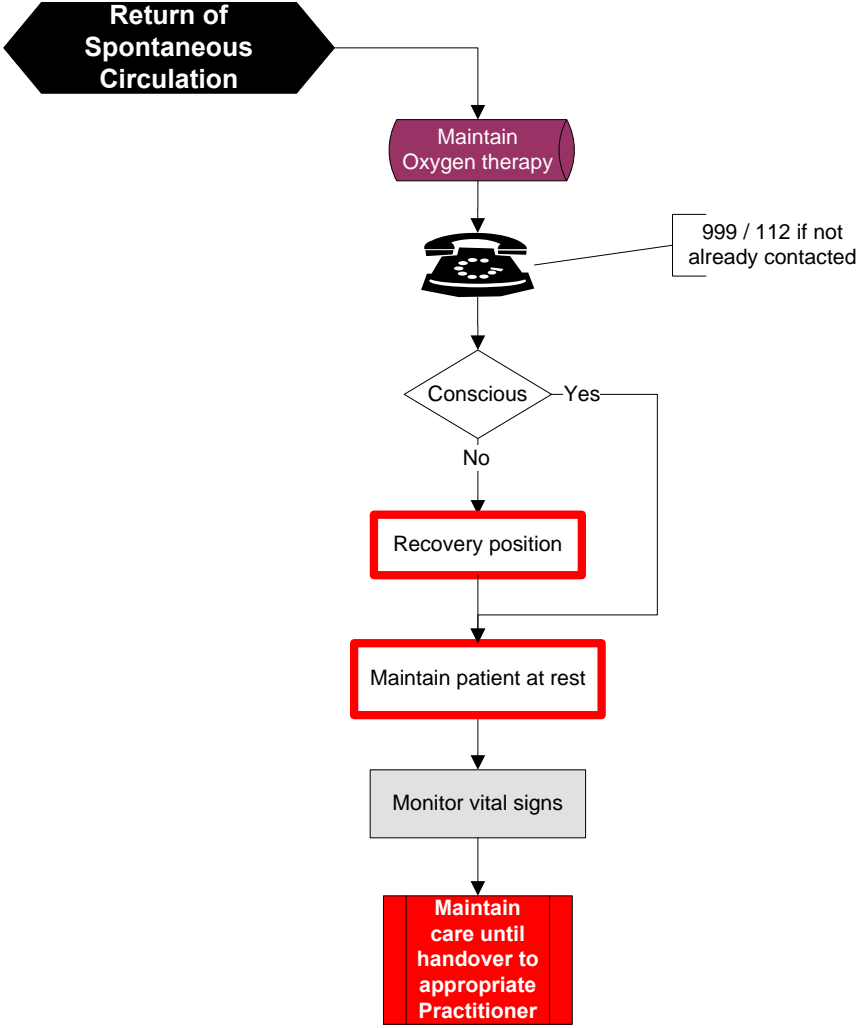 Return of
Spontaneous
Circulation
Maintain
Oxygen therapy
999 / 112 if not
already contacted
Conscious
Yes
No
Recovery position
Maintain patient at rest
Monitor vital signs
Maintain
care until
handover to
appropriate
Practitioner